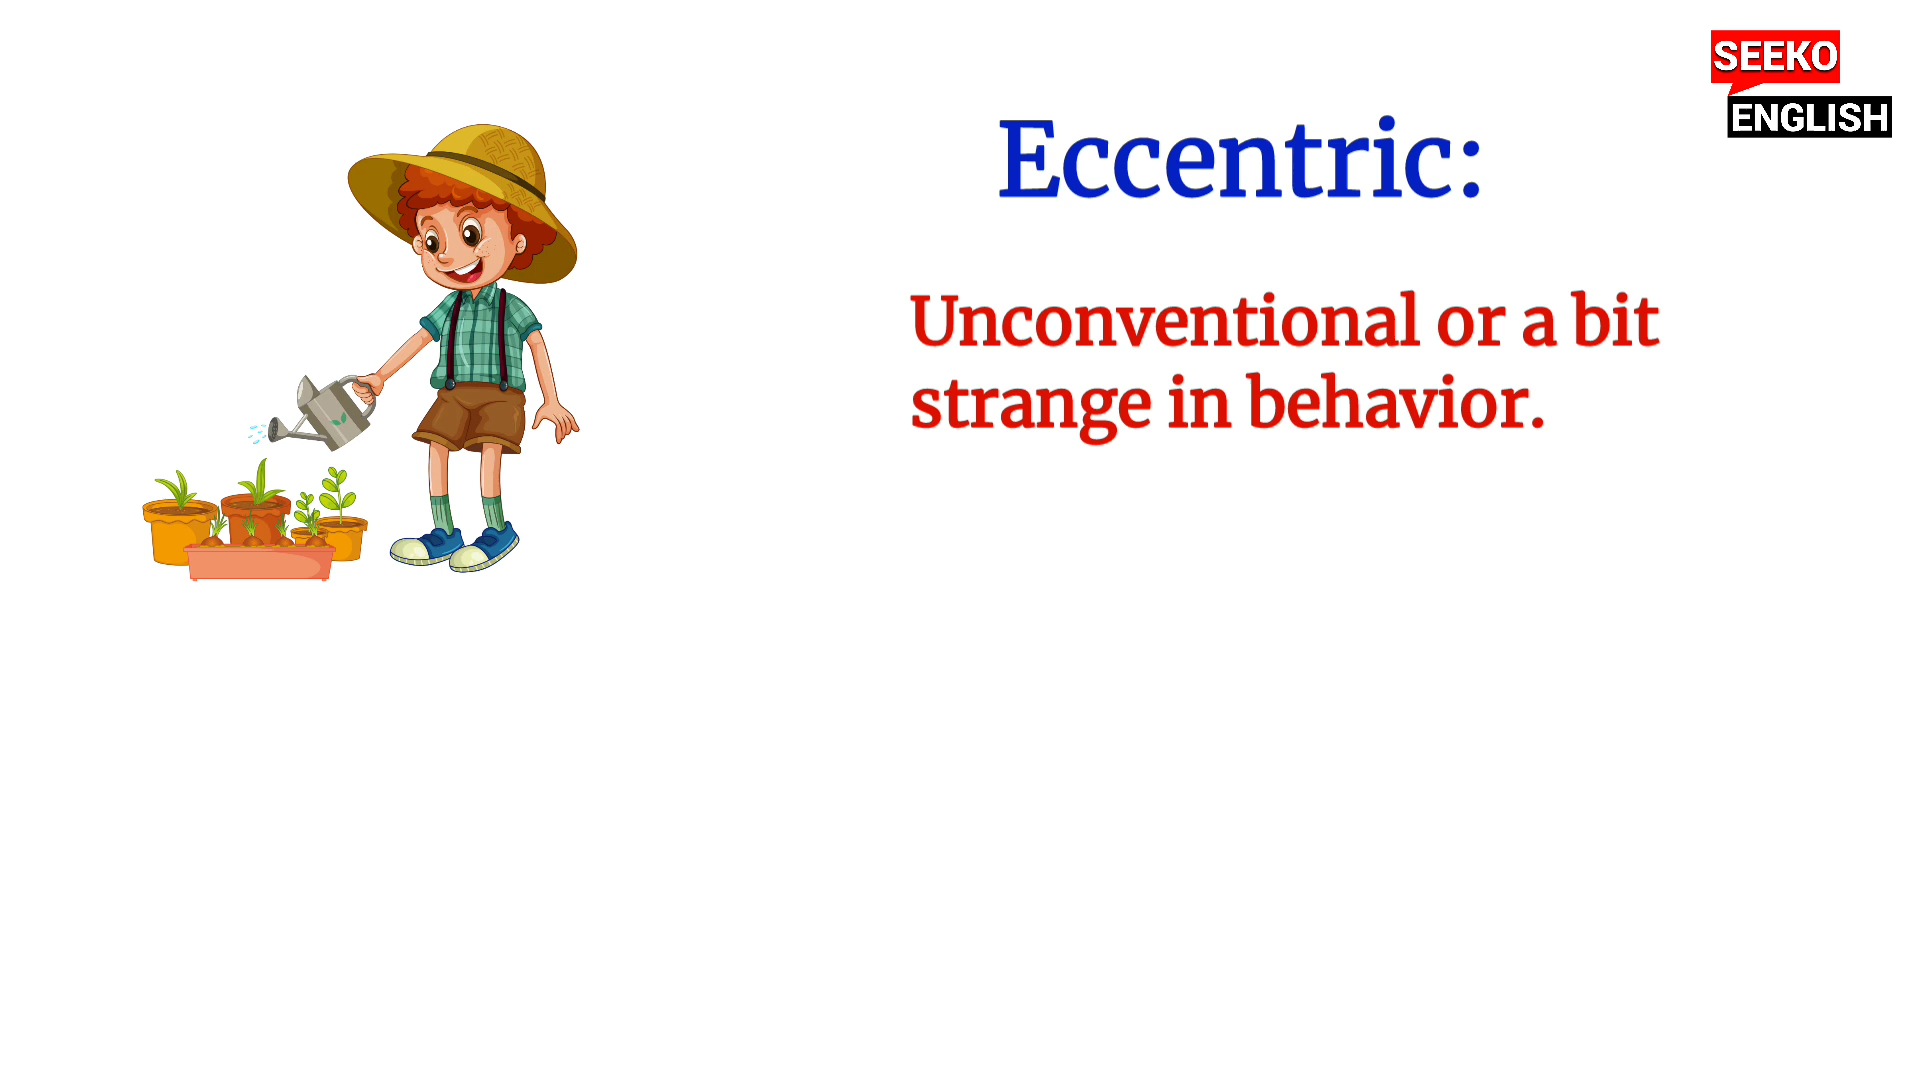 SEEKO
ENGLISH
Eccentric:
Unconventional or a bit
strange in behavior.